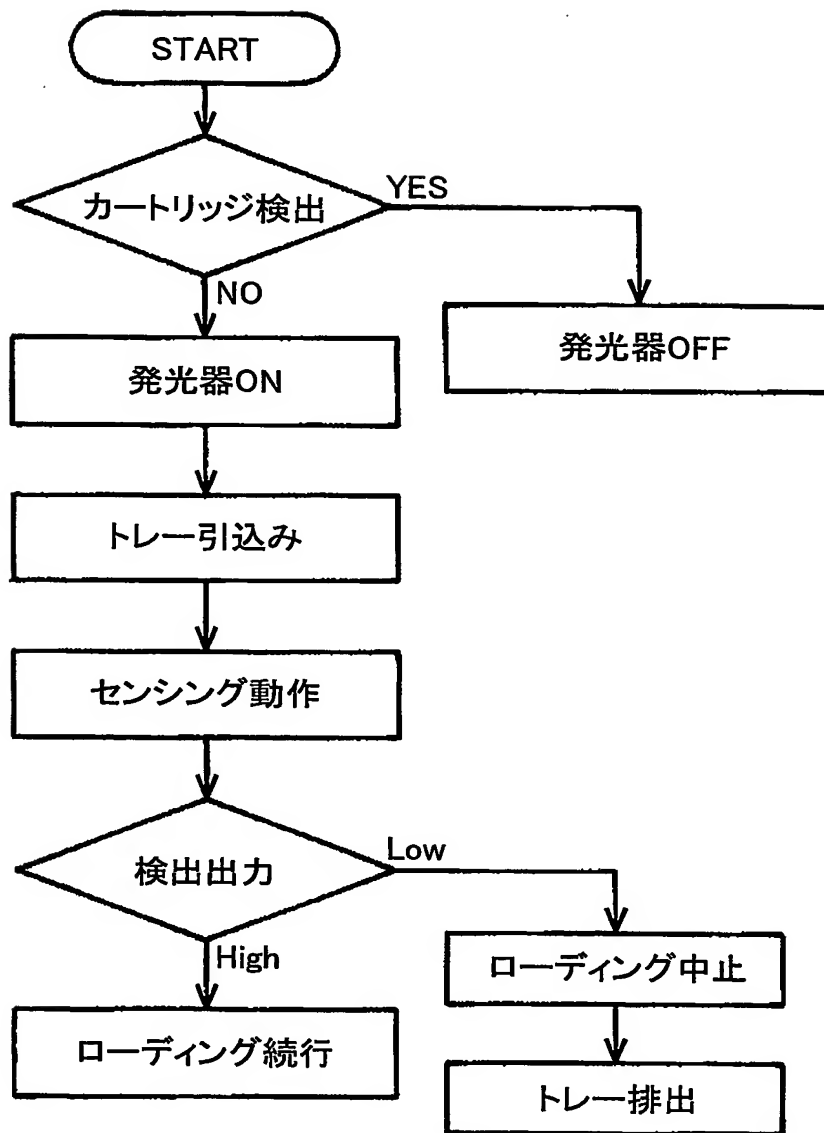 START
カートリッジ検出
YES
NO
発光器OFF
発光器ON
トレー引込み
センシング動作
検出出力
Low
High
ローディング中止
ローディング続行
トレー排出